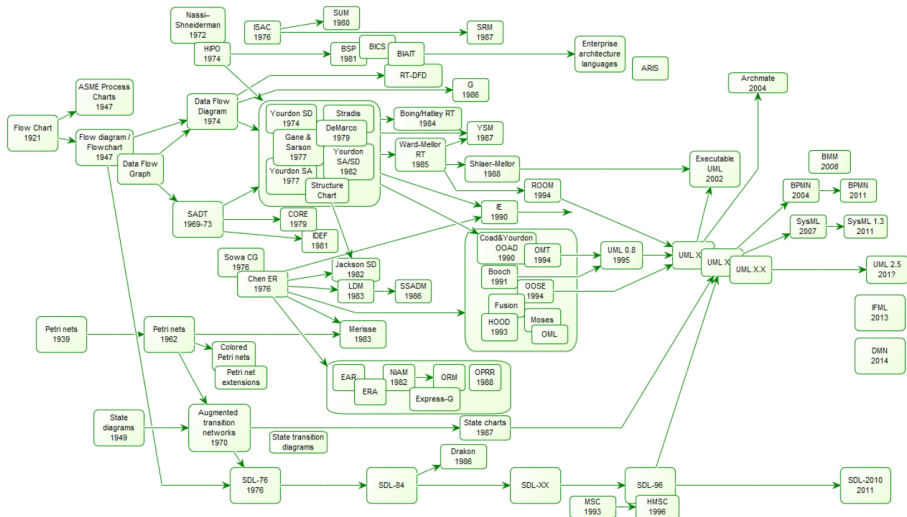 Nassi–
Shneiderman
1972
ISAC
1976
SUM
1980
SRM
1987
HIPO
1974
BSP
1981
BICS
BIAIT
Enterprise
architecture
languages
ARIS
Archmate
2004
RT-DFD
G
1986
ASME Process
Charts
1947
Data Flow
Diagram
1974
Flow Chart
1921
Flow diagram /
Flowchart
1947
Data Flow
Graph
Yourdon SD
1974
Stradis
DeMarco
1979
Gane &
Sarson
1977
Yourdon
SA/SD
1982
Yourdon SA
1977
Structure
Chart
Boing/Hatley RT
1984
YSM
1987
Ward-Mellor
RT
1985
Shlaer-Mellor
1988
Executable
UML
2002
BMM
2008
ROOM
1994
BPMN
2004
BPMN
2011
SADT
1969-73
CORE
1979
IDEF
1981
IE
1990
SysML
2007
SysML 1.3
2011
Sowa CG
1976
Chen ER
1976
Jackson SD
1982
LDM
1983
SSADM
1986
Coad&Yourdon
OOAD
1990
OMT
1994
Booch
1991
OOSE
1994
Fusion
HOOD
1993
Moses
OML
UML 0.8
1995
UML X
UML X
UML X.X
UML 2.5
201?
IFML
2013
DMN
2014
Petri nets
1939
Petri nets
1962
Merisse
1983
Colored
Petri nets
Petri net
extensions
EAR
ERA
NIAM
1982
ORM
OPRR
1988
Express-G
State
diagrams
1949
Augmented
transition
networks
1970
State transition
diagrams
State charts
1987
Drakon
1986
SDL-76
1976
SDL-84
SDL-XX
SDL-96
SDL-2010
2011
MSC
1993
HMSC
1996